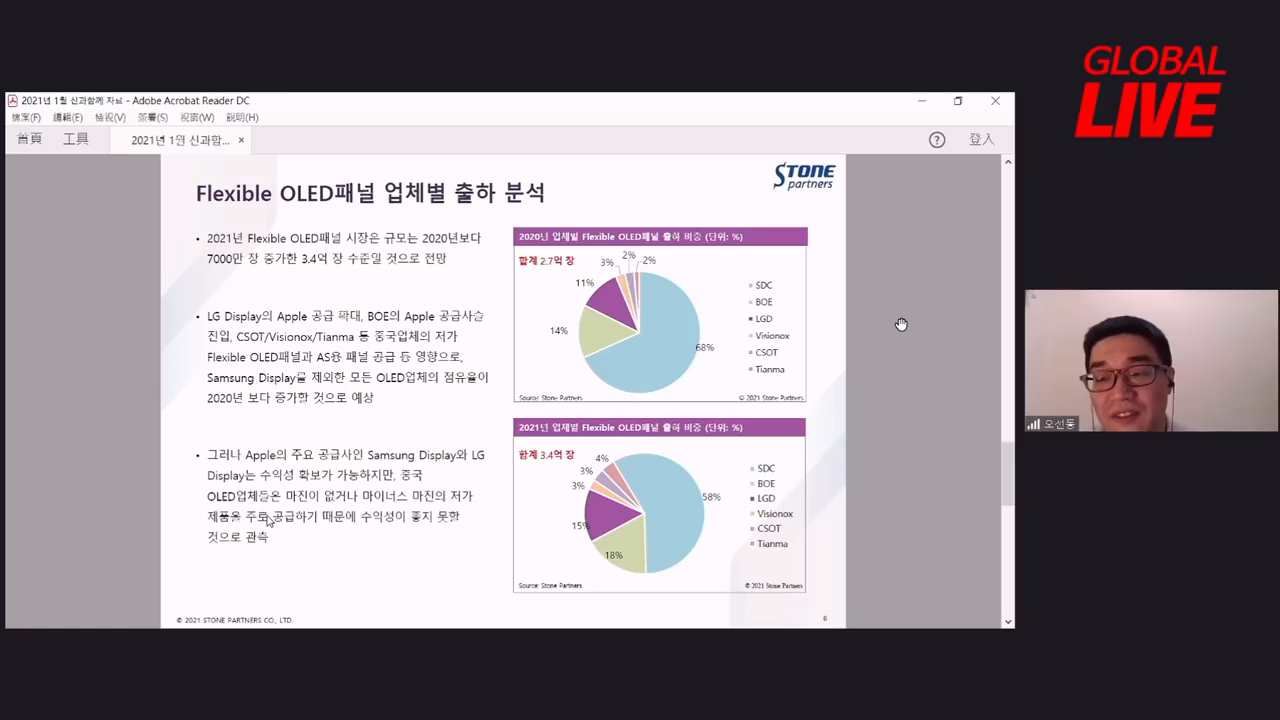 GLOBAL
LIVE
2021년 1월 신과함께 자료 - Adobe Acrobat Reader DC
檔案(F) 編輯(E) 檢視(V) 簽署(S) 視窗(W) 說明(H)
首頁 工具 2021년 1월 신과함... × ? 登入
STONE
partners
Flexible OLED패널 업체별 출하 분석
• 2021년 Flexible OLED패널 시장은 규모는 2020년보다
7000만 장 증가한 3.4억 장 수준일 것으로 전망
• LG Display의 Apple 공급 확대, BOE의 Apple 공급사슬
진입, CSOT/Visionox/Tianma 등 중국업체의 저가
Flexible OLED패널과 AS용 패널 공급 등 영향으로,
Samsung Display를 제외한 모든 OLED업체의 점유율이
2020년 보다 증가할 것으로 예상
• 그러나 Apple의 주요 공급사인 Samsung Display와 LG
Display는 수익성 확보가 가능하지만, 중국
OLED업체들은 마진이 없거나 마이너스 마진의 저가
제품을 주로 공급하기 때문에 수익성이 좋지 못할
것으로 관측
2020년 업체별 Flexible OLED패널 출하 비중 (단위: %)
합계 2.7억 장
68%
14%
11%
3%
2%
2%
SDC
BOE
LGD
Visionox
CSOT
Tianma
Source: Stone Partners
© 2021 Stone Partners
2021년 업체별 Flexible OLED패널 출하 비중 (단위: %)
합계 3.4억 장
58%
18%
15%
3%
3%
4%
SDC
BOE
LGD
Visionox
CSOT
Tianma
Source: Stone Partners
© 2021 Stone Partners
© 2021 STONE PARTNERS CO., LTD.
6
오선동